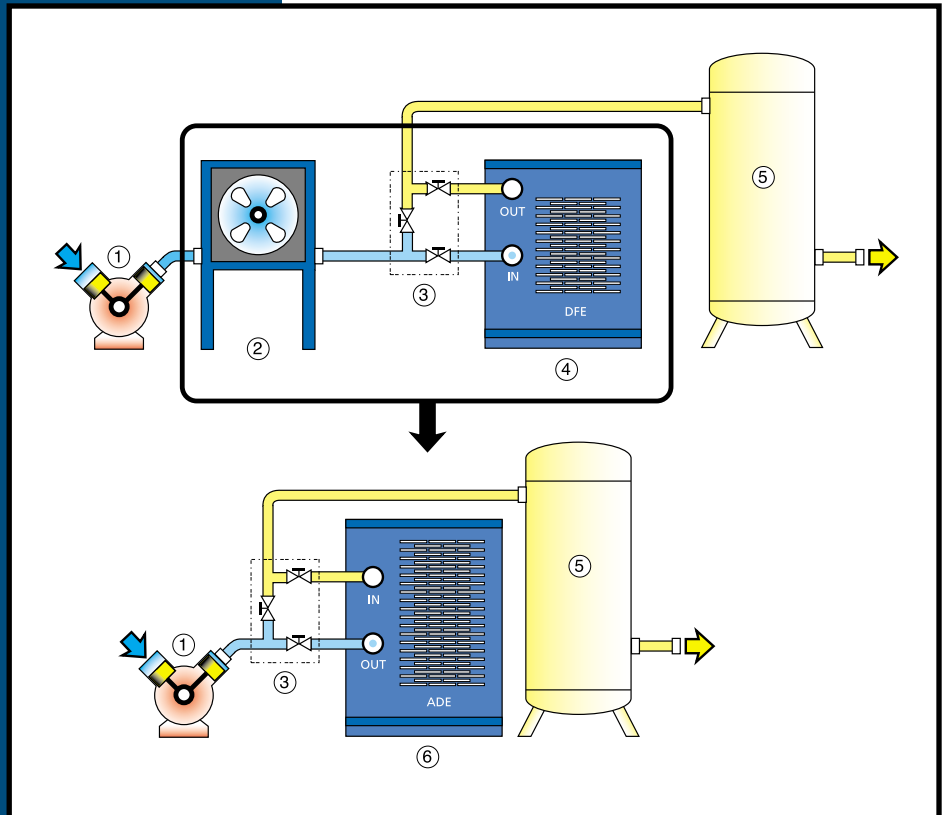 ⑤
OUT
①
IN
③
DFE
②
④
⑤
IN
①
OUT
③
ADE
⑥